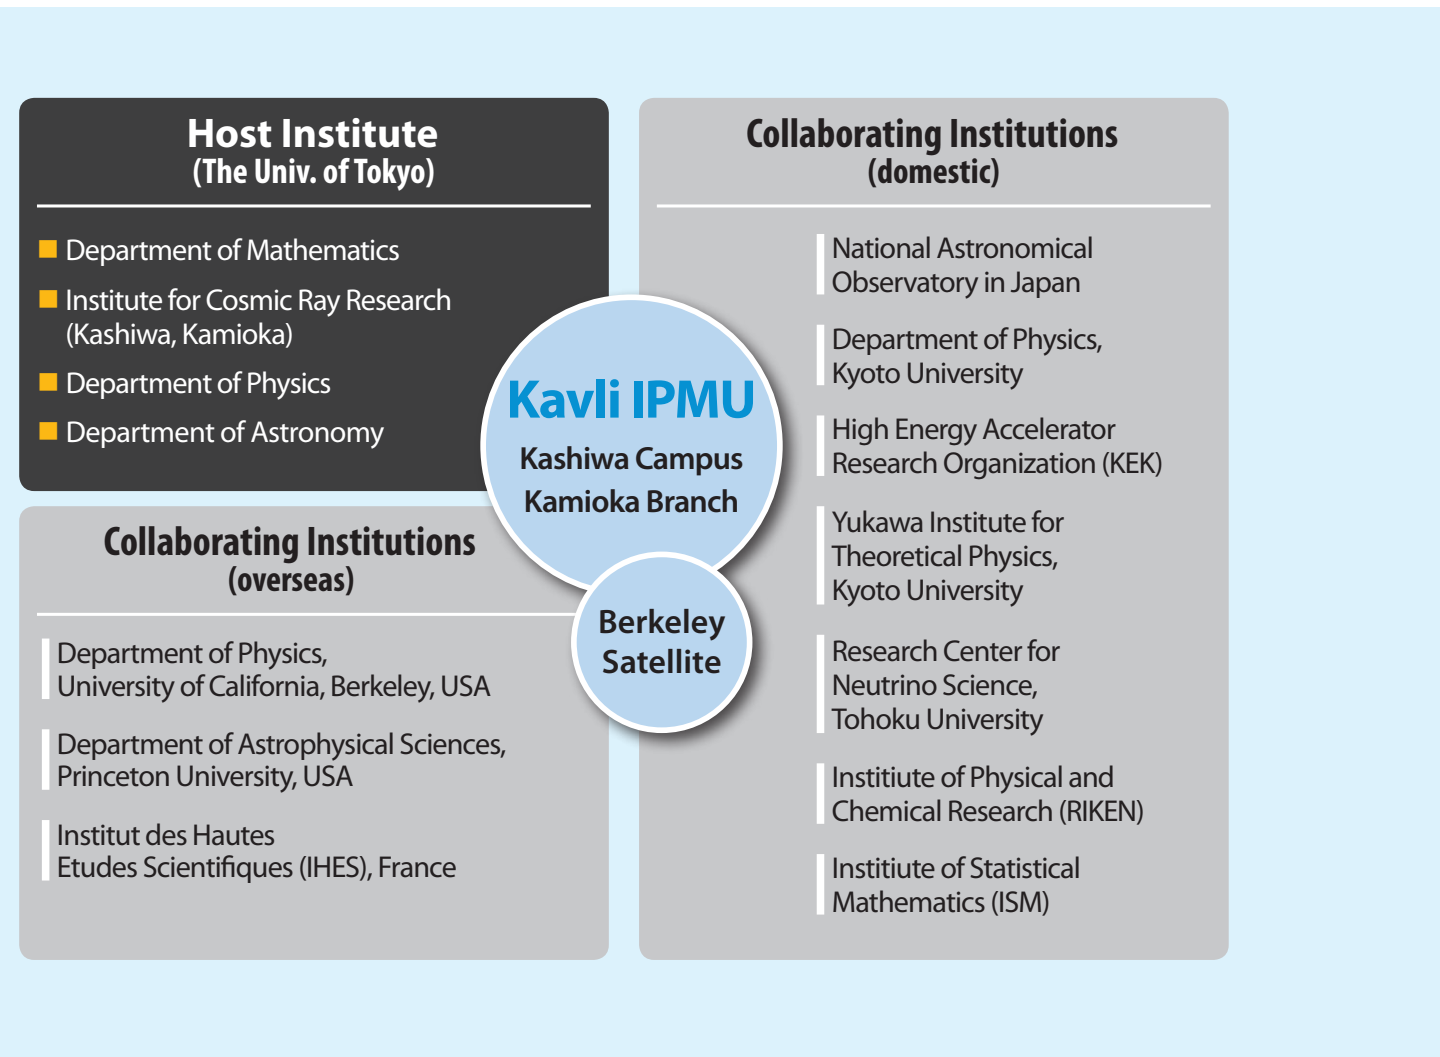 Host Institute
(The Univ. of Tokyo)
Department of Mathematics
Institute for Cosmic Ray Research
(Kashiwa, Kamioka)
Department of Physics
Department of Astronomy
Collaborating Institutions
(overseas)
Department of Physics,
University of California, Berkeley, USA
Department of Astrophysical Sciences,
Princeton University, USA
Institut des Hautes
Etudes Scientifiques (IHES), France
Kavli IPMU
Kashiwa Campus
Kamioka Branch
Berkeley
Satellite
Collaborating Institutions
(domestic)
National Astronomical
Observatory in Japan
Department of Physics,
Kyoto University
High Energy Accelerator
Research Organization (KEK)
Yukawa Institute for
Theoretical Physics,
Kyoto University
Research Center for
Neutrino Science,
Tohoku University
Institiute of Physical and
Chemical Research (RIKEN)
Institiute of Statistical
Mathematics (ISM)